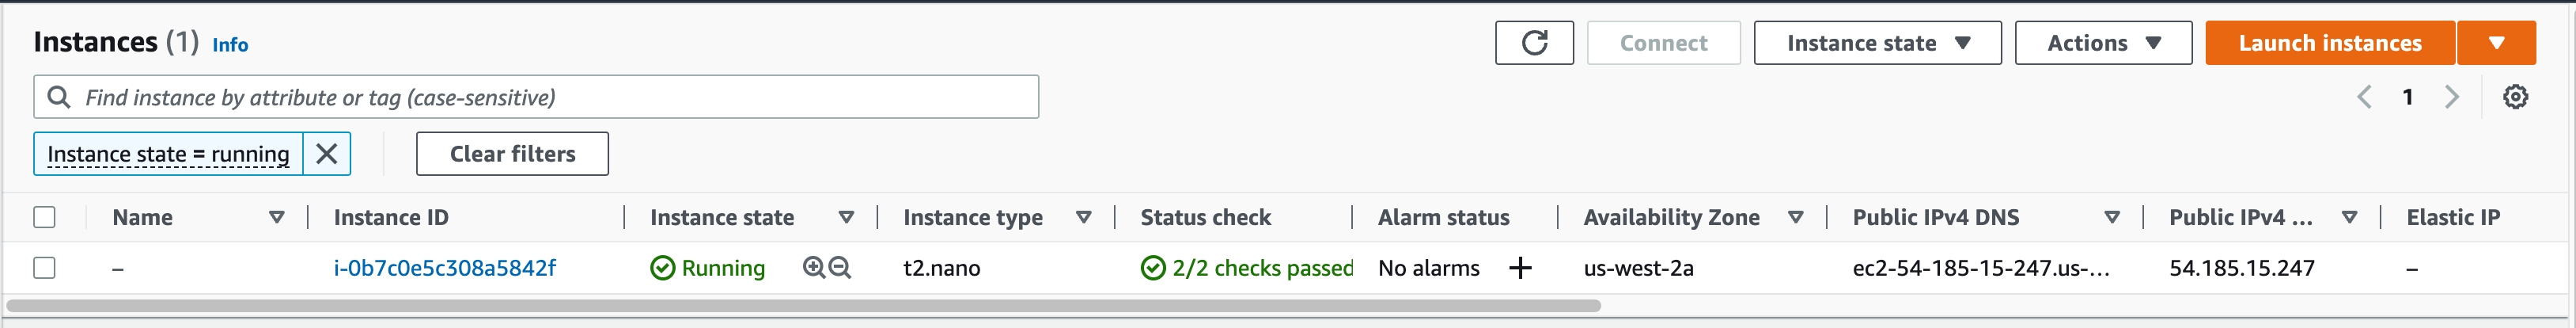 Instances (1) Info
Connect
Instance state
Actions
Launch instances
Find instance by attribute or tag (case-sensitive)
1
Instance state = running
Clear filters
Name Instance ID Instance state Instance type Status check Alarm status Availability Zone Public IPv4 DNS Public IPv4 ... Elastic IP
– i-0b7c0e5c308a5842f Running t2.nano 2/2 checks passed No alarms + us-west-2a ec2-54-185-15-247.us-... 54.185.15.247 –